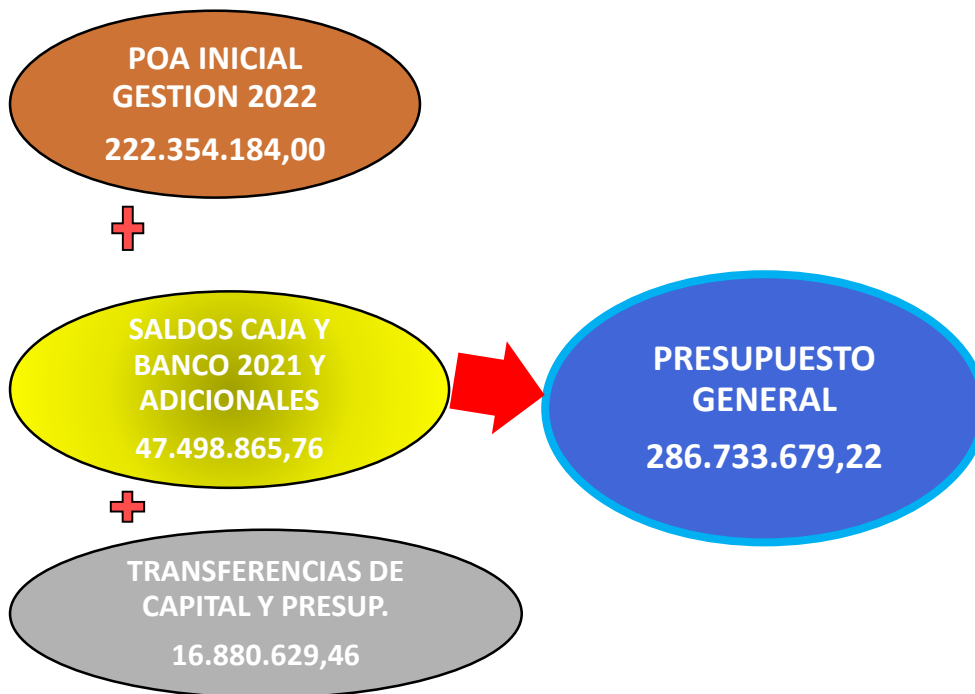 POA INICIAL
GESTION 2022
222.354.184,00
SALDOS CAJA Y
BANCO 2021 Y
ADICIONALES
47.498.865,76
TRANSFERENCIAS DE
CAPITAL Y PRESUP.
16.880.629,46
PRESUPUESTO
GENERAL
286.733.679,22